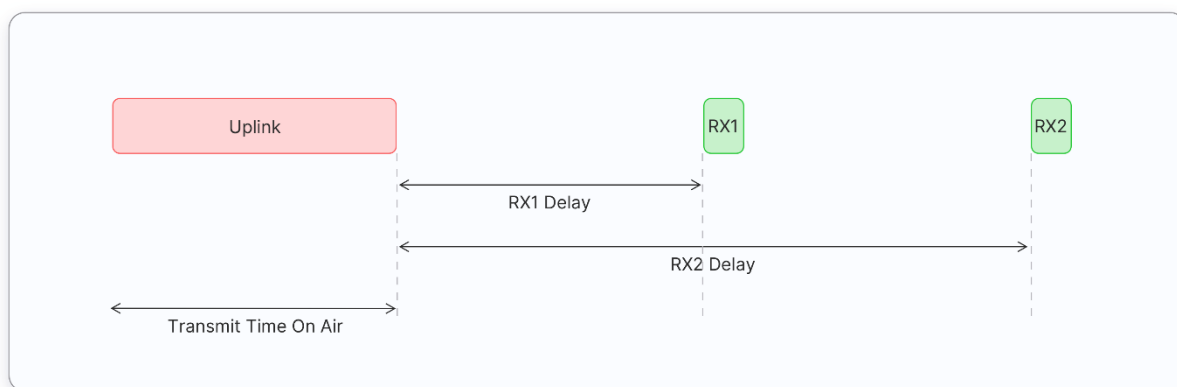 Uplink
RX1
RX2
RX1 Delay
RX2 Delay
Transmit Time On Air